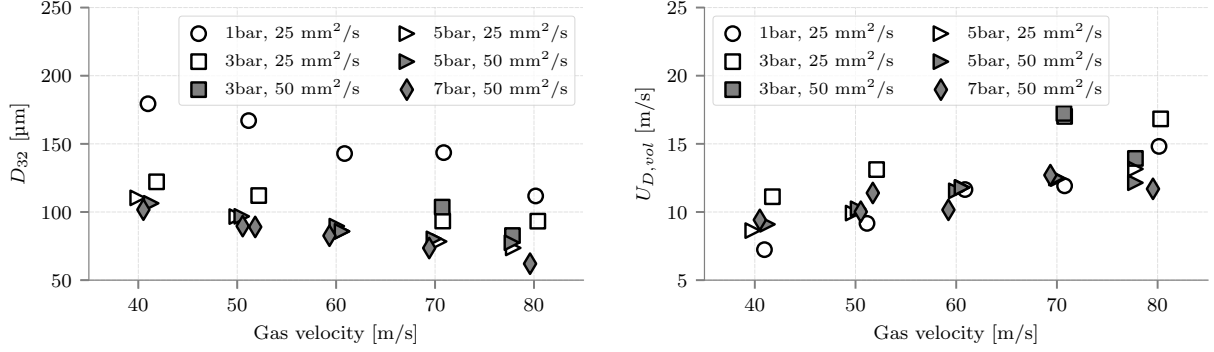 250
200
150
100
50
D₃₂ [µm]
40 50 60 70 80
Gas velocity [m/s]
1bar, 25 mm²/s
3bar, 25 mm²/s
3bar, 50 mm²/s
5bar, 25 mm²/s
5bar, 50 mm²/s
7bar, 50 mm²/s
25
20
15
10
5
U_{D,vol} [m/s]
40 50 60 70 80
Gas velocity [m/s]
1bar, 25 mm²/s
3bar, 25 mm²/s
3bar, 50 mm²/s
5bar, 25 mm²/s
5bar, 50 mm²/s
7bar, 50 mm²/s